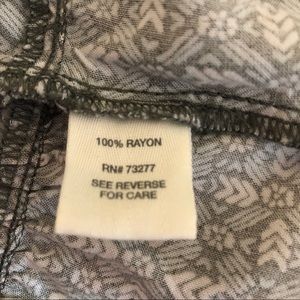 100% RAYON
RN# 73277
SEE REVERSE
FOR CARE